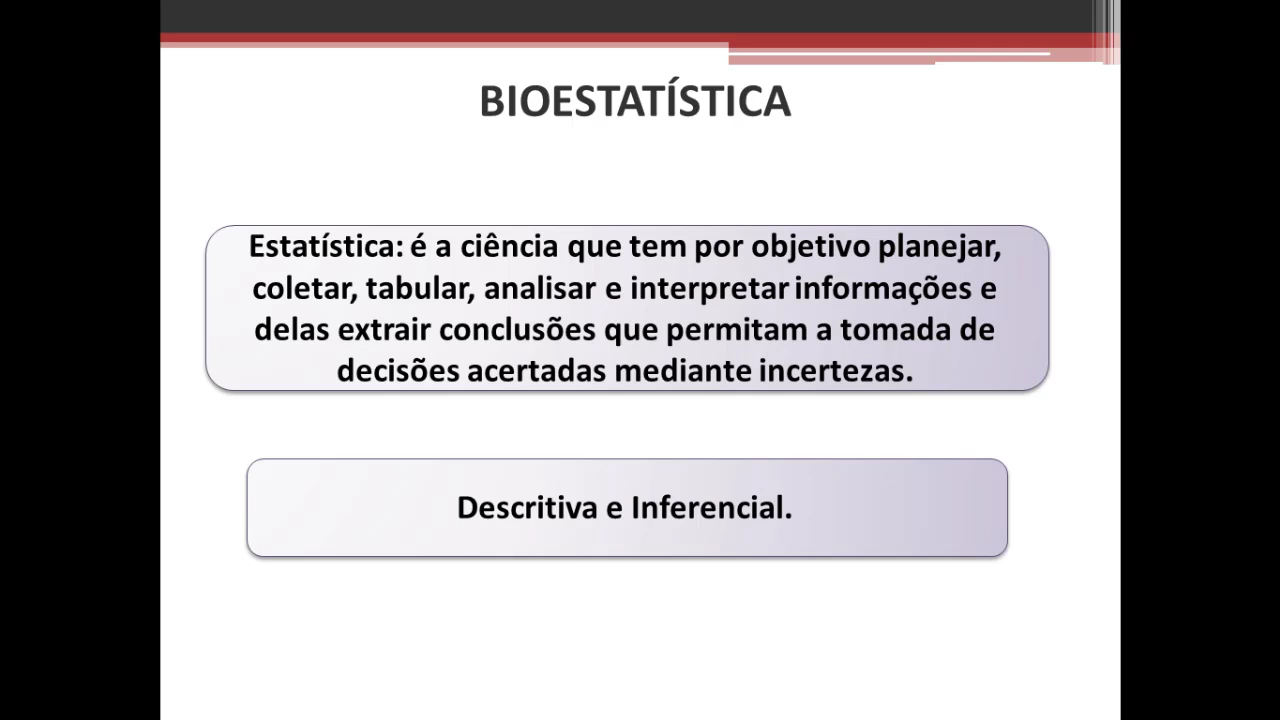 BIOESTATÍSTICA
Estatística: é a ciência que tem por objetivo planejar,
coletar, tabular, analisar e interpretar informações e
delas extrair conclusões que permitam a tomada de
decisões acertadas mediante incertezas.
Descritiva e Inferencial.